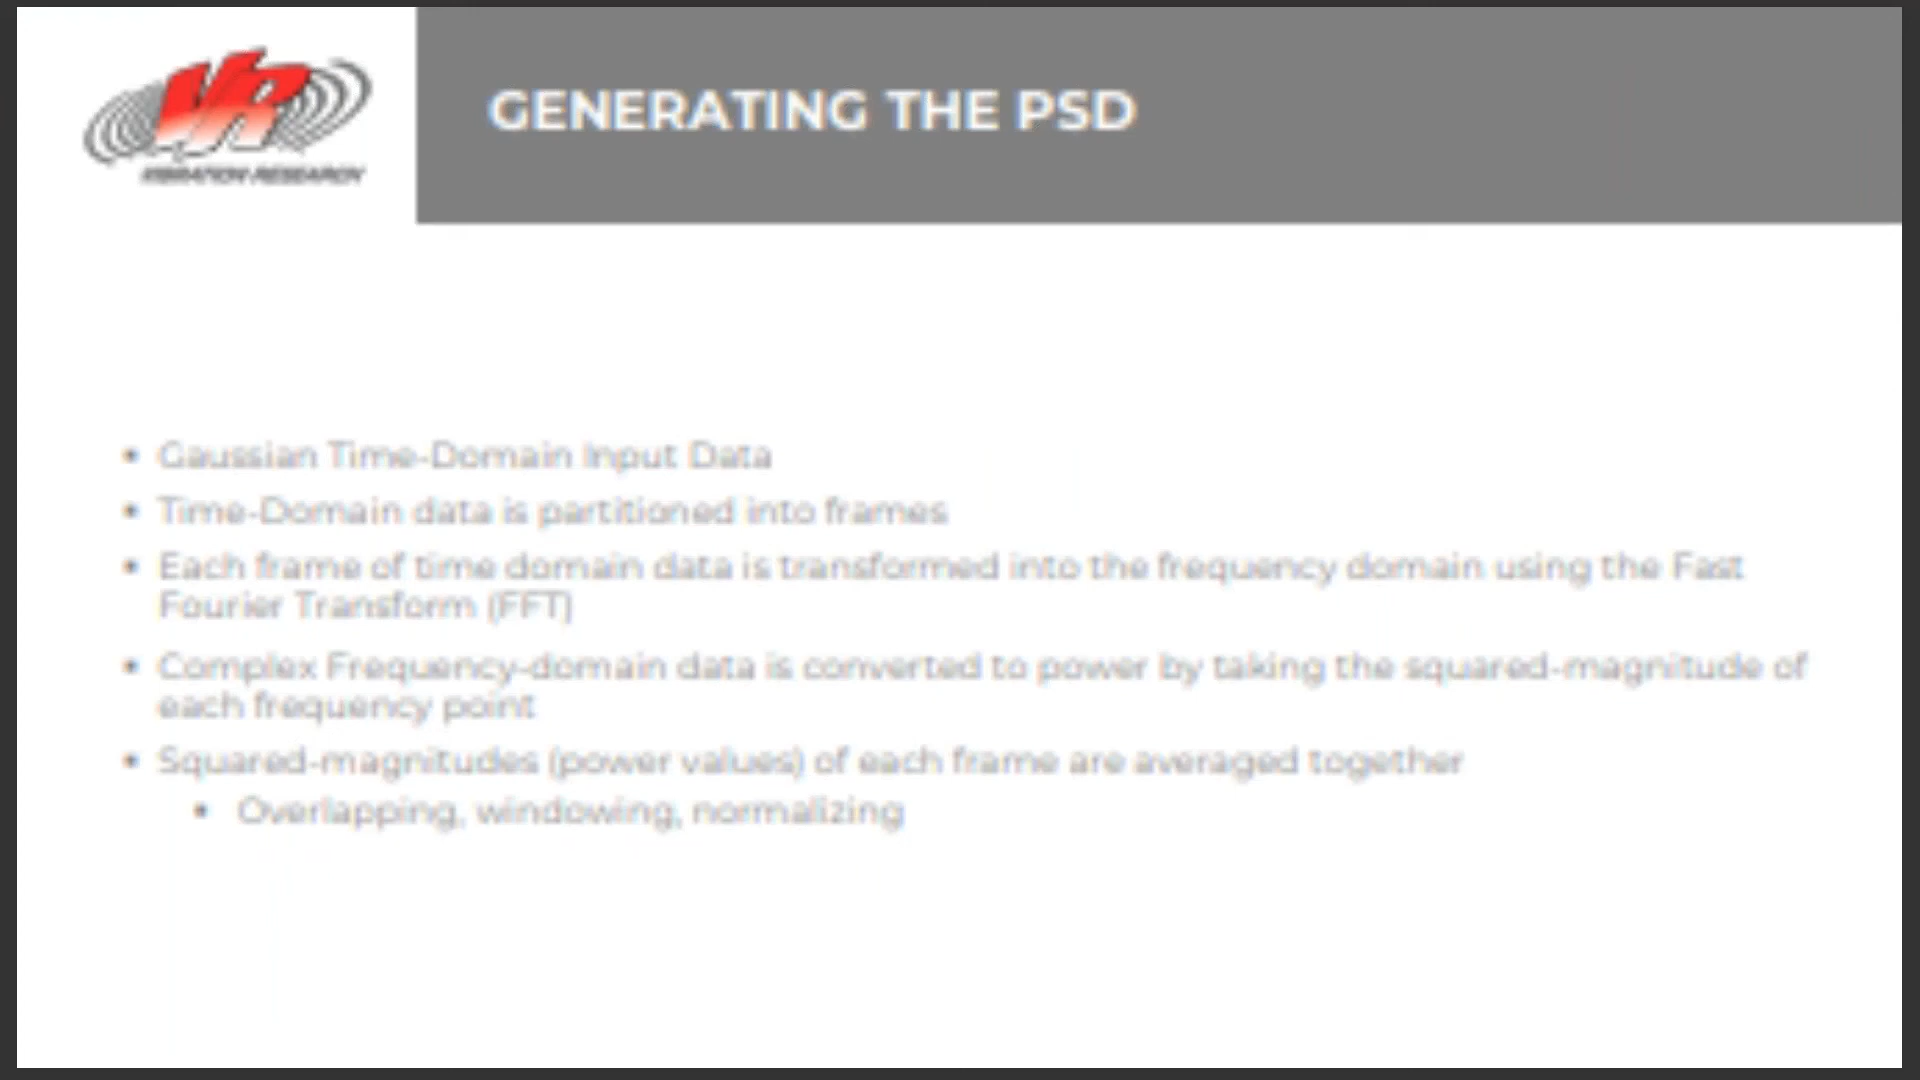 VR
VIBRATION RESEARCH
GENERATING THE PSD
• Gaussian Time-Domain Input Data
• Time-Domain data is partitioned into frames
• Each frame of time domain data is transformed into the frequency domain using the Fast
Fourier Transform (FFT)
• Complex Frequency-domain data is converted to power by taking the squared-magnitude of
each frequency point
• Squared-magnitudes (power values) of each frame are averaged together
• Overlapping, windowing, normalizing